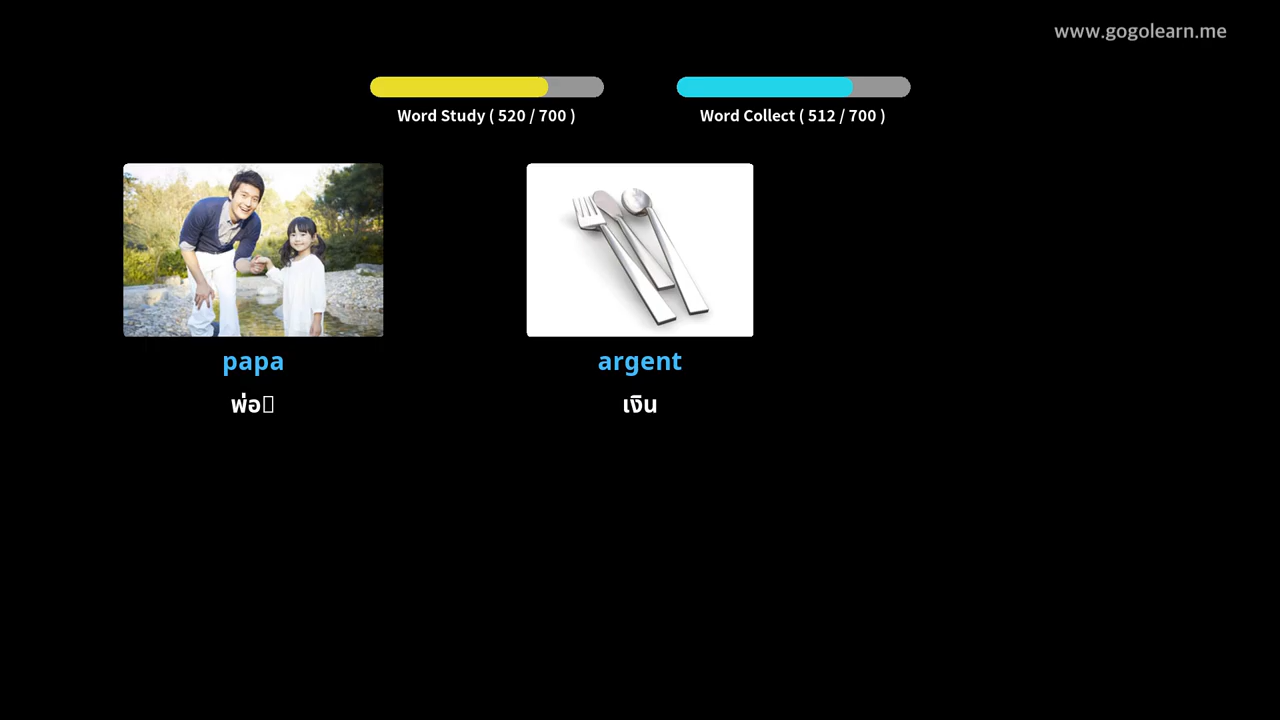 www.gogolearn.me
Word Study ( 520 / 700 )
Word Collect ( 512 / 700 )
papa
argent
พ่อ
เงิน